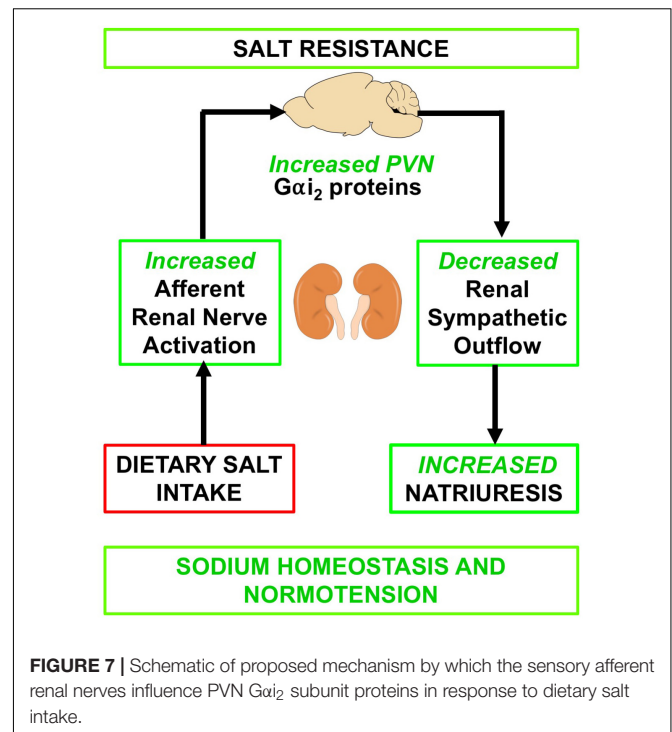 SALT RESISTANCE
Increased PVN
Gαi₂ proteins
Increased
Afferent
Renal Nerve
Activation
Decreased
Renal
Sympathetic
Outflow
DIETARY SALT
INTAKE
INCREASED
NATRIURESIS
SODIUM HOMEOSTASIS AND
NORMOTENSION
FIGURE 7 | Schematic of proposed mechanism by which the sensory afferent
renal nerves influence PVN Gαi₂ subunit proteins in response to dietary salt
intake.